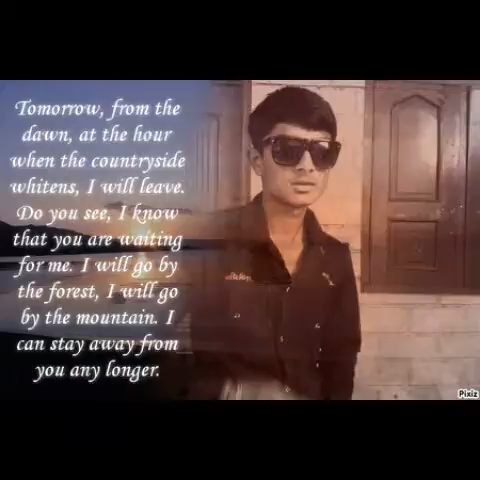 Tomorrow, from the
dawn, at the hour
when the countryside
whitens, I will leave.
Do you see, I know
that you are waiting
for me. I will go by
the forest, I will go
by the mountain. I
can stay away from
you any longer.
Pixiz